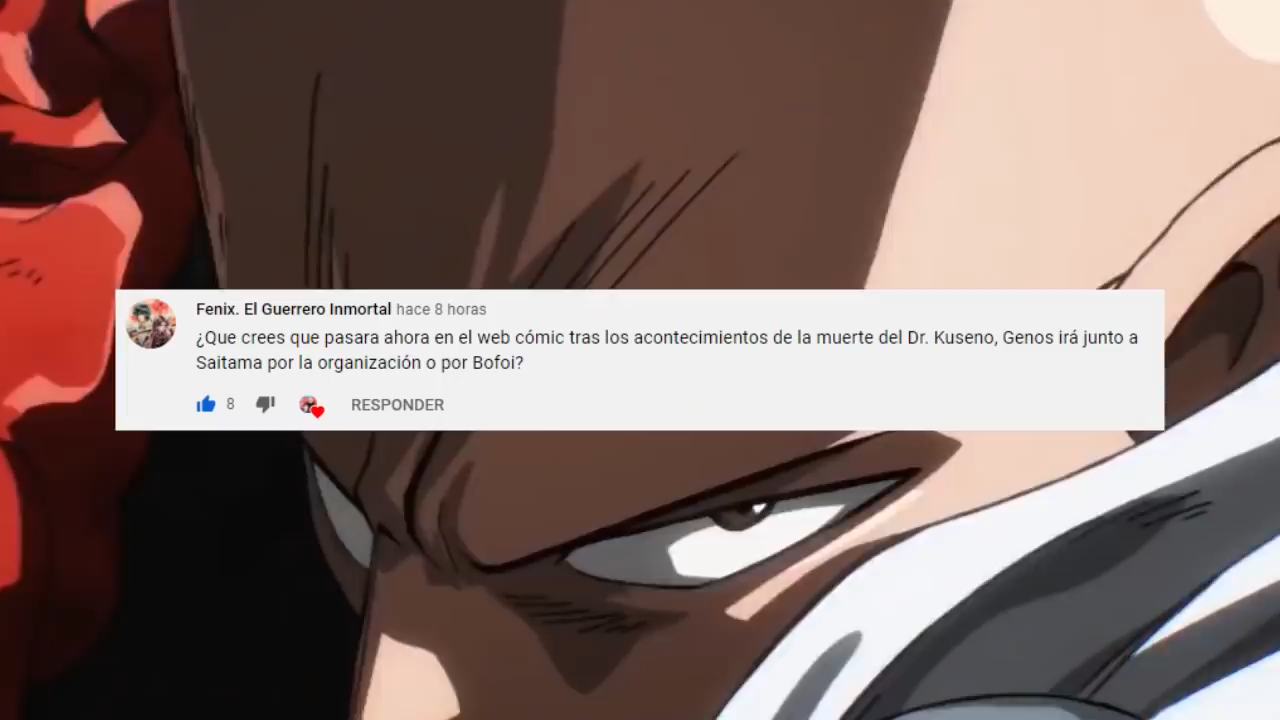 Fenix. El Guerrero Inmortal hace 8 horas
¿Que crees que pasara ahora en el web cómic tras los acontecimientos de la muerte del Dr. Kuseno, Genos irá junto a
Saitama por la organización o por Bofoi?
8 RESPONDER